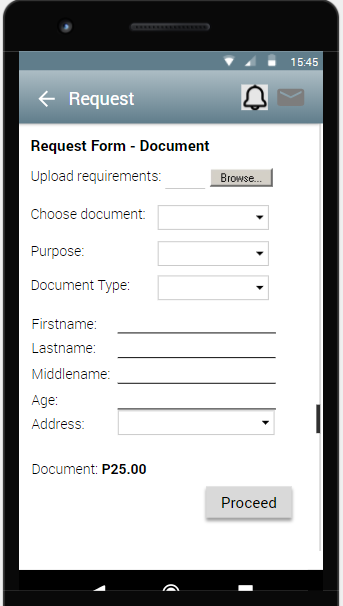 15:45
Request
Request Form - Document
Upload requirements: Browse...
Choose document:
Purpose:
Document Type:
Firstname:
Lastname:
Middlename:
Age:
Address:
Document: P25.00
Proceed